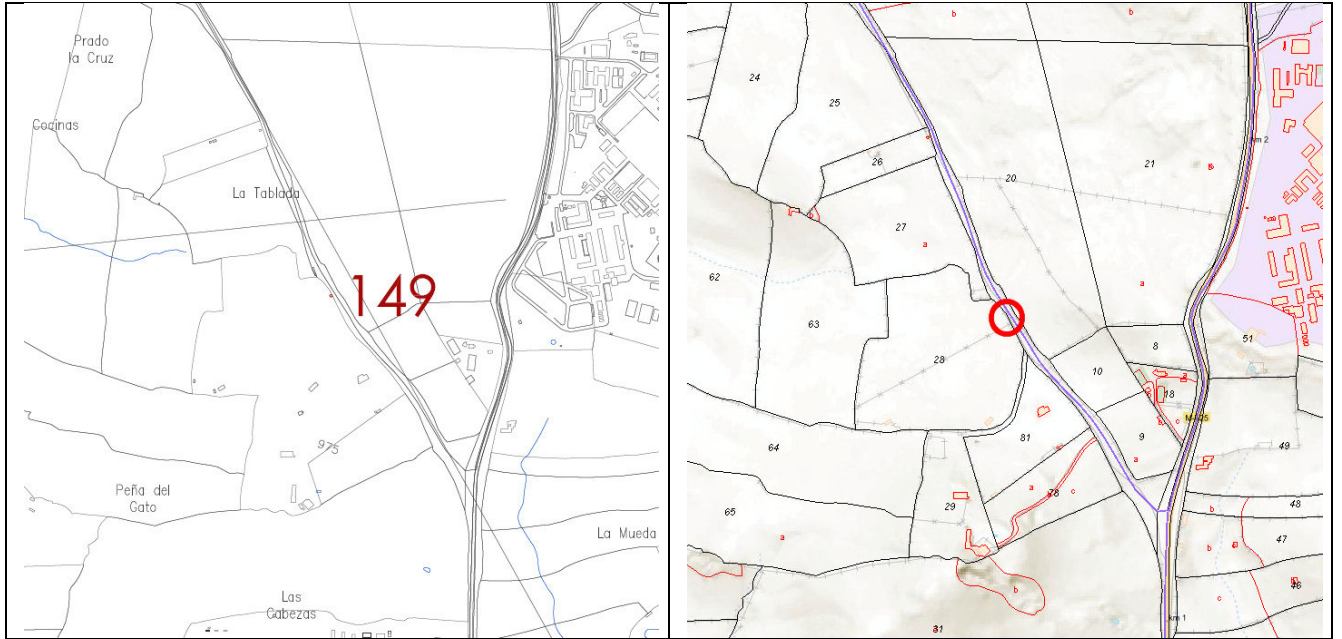 Prado
la Cruz
Cocinas
La Tablada
149
975
Peña del
Gato
La Mueda
Las
Cabezas
b
b
24
25
km 2
21
26
20
b
27
a
62
a
63
51
28
8
10
a
18
b
c
9
49
81
a
64
a
78
c
29
48
65
b
47
a
46
b
c
km 1
31